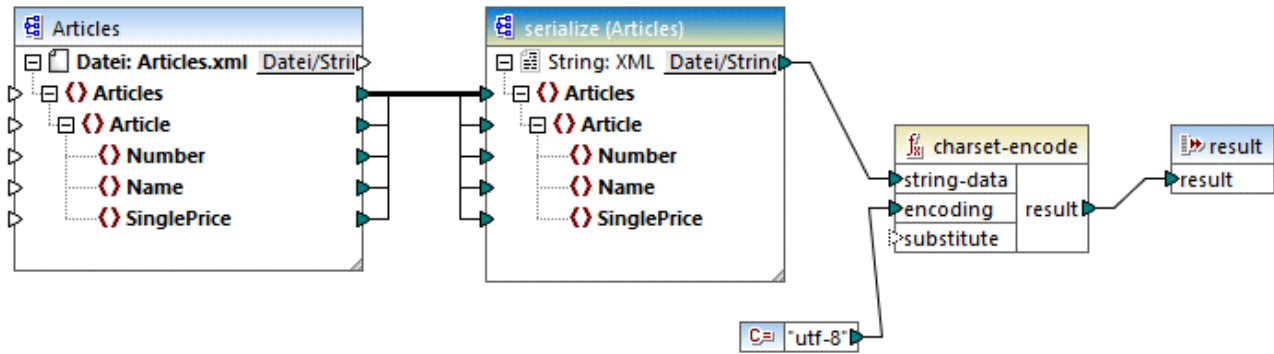 Articles
Datei: Articles.xml Datei/Strin
Articles
Article
Number
Name
SinglePrice
serialize (Articles)
String: XML Datei/String
Articles
Article
Number
Name
SinglePrice
charset-encode
string-data
encoding
substitute
result
result
result
C= "utf-8"